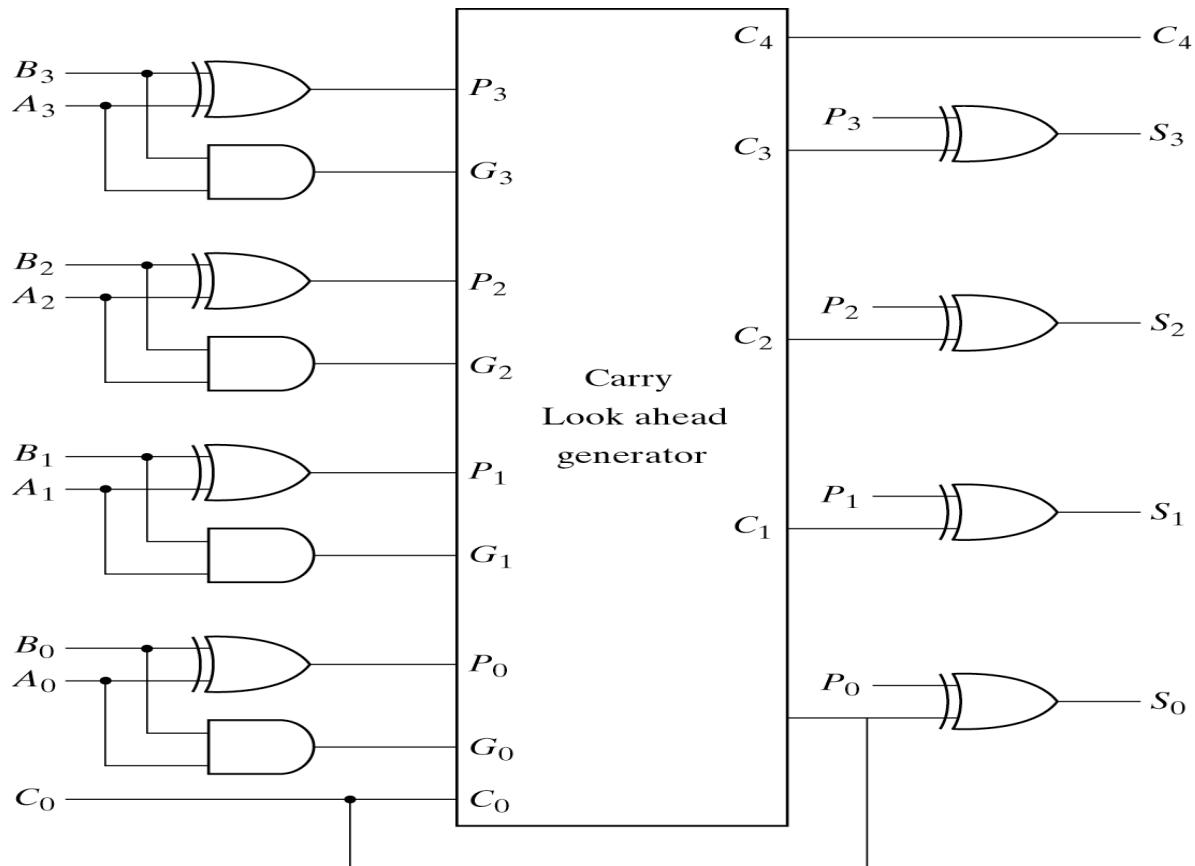 B₃
A₃
P₃
G₃
B₂
A₂
P₂
G₂
B₁
A₁
P₁
G₁
B₀
A₀
P₀
G₀
C₀
C₀
Carry
Look ahead
generator
C₄
C₄
C₃
P₃
S₃
C₂
P₂
S₂
C₁
P₁
S₁
P₀
S₀